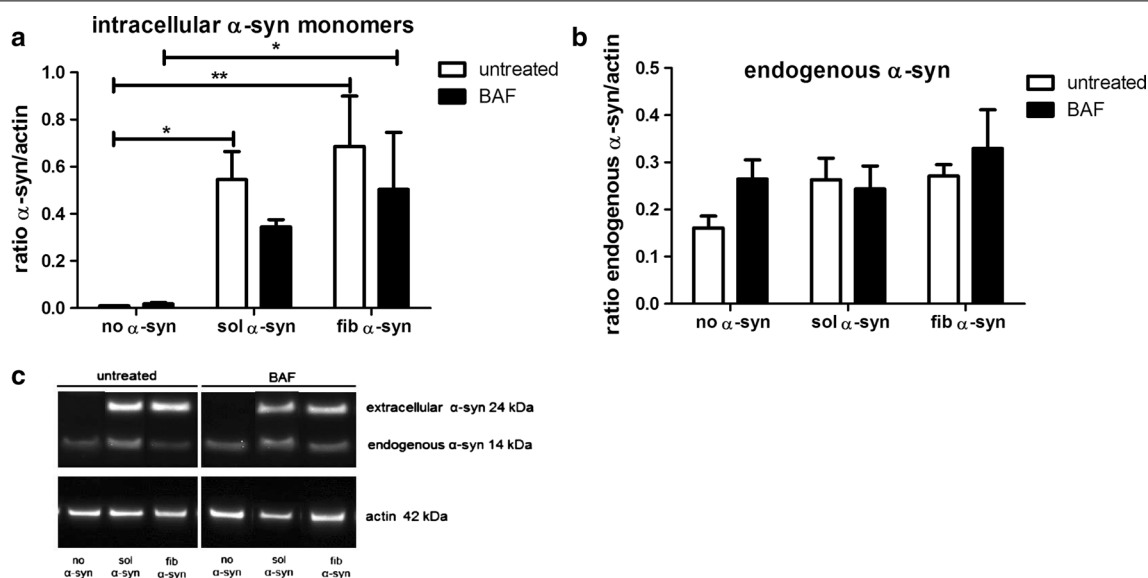 a
intracellular α-syn monomers
*
**
*
untreated
BAF
ratio α-syn/actin
1.0
0.8
0.6
0.4
0.2
0.0
no α-syn
sol α-syn
fib α-syn
b
endogenous α-syn
untreated
BAF
ratio endogenous α-syn/actin
0.5
0.4
0.3
0.2
0.1
0.0
no α-syn
sol α-syn
fib α-syn
c
untreated
BAF
extracellular α-syn 24 kDa
endogenous α-syn 14 kDa
actin 42 kDa
no
α-syn
sol
α-syn
fib
α-syn
no
α-syn
sol
α-syn
fib
α-syn